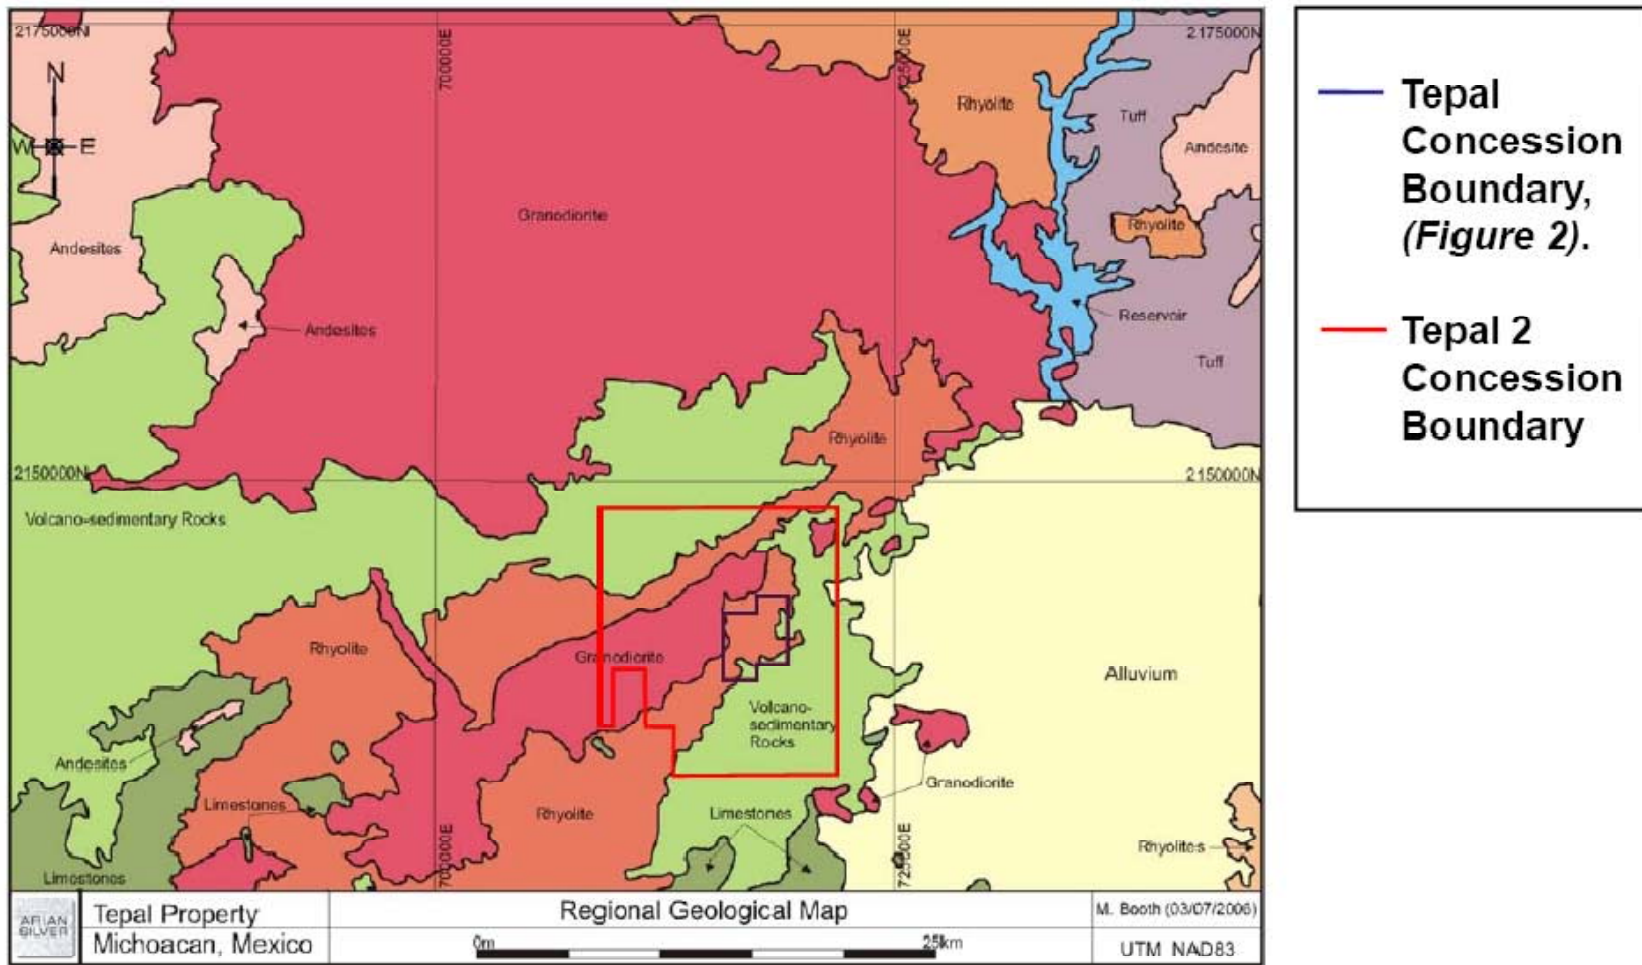 2175000N
700000E
725000E
2175000N
N
W
E
Rhyolite
Tuff
Andesite
Granodiorite
Rhyolite
Andesites
Andesites
Reservoir
Tuff
Rhyolite
2150000N
2150000N
Volcano-sedimentary Rocks
Rhyolite
Granodiorite
Alluvium
Volcano-
sedimentary
Rocks
Andesites
Granodiorite
Limestones
Rhyolite
Limestones
Rhyolites
Limestones
700000E
725000E
Tepal
Concession
Boundary,
(Figure 2).
Tepal 2
Concession
Boundary
ARIAN
SILVER
Tepal Property
Michoacan, Mexico
Regional Geological Map
0m
25km
M. Booth (03/07/2006)
UTM NAD83